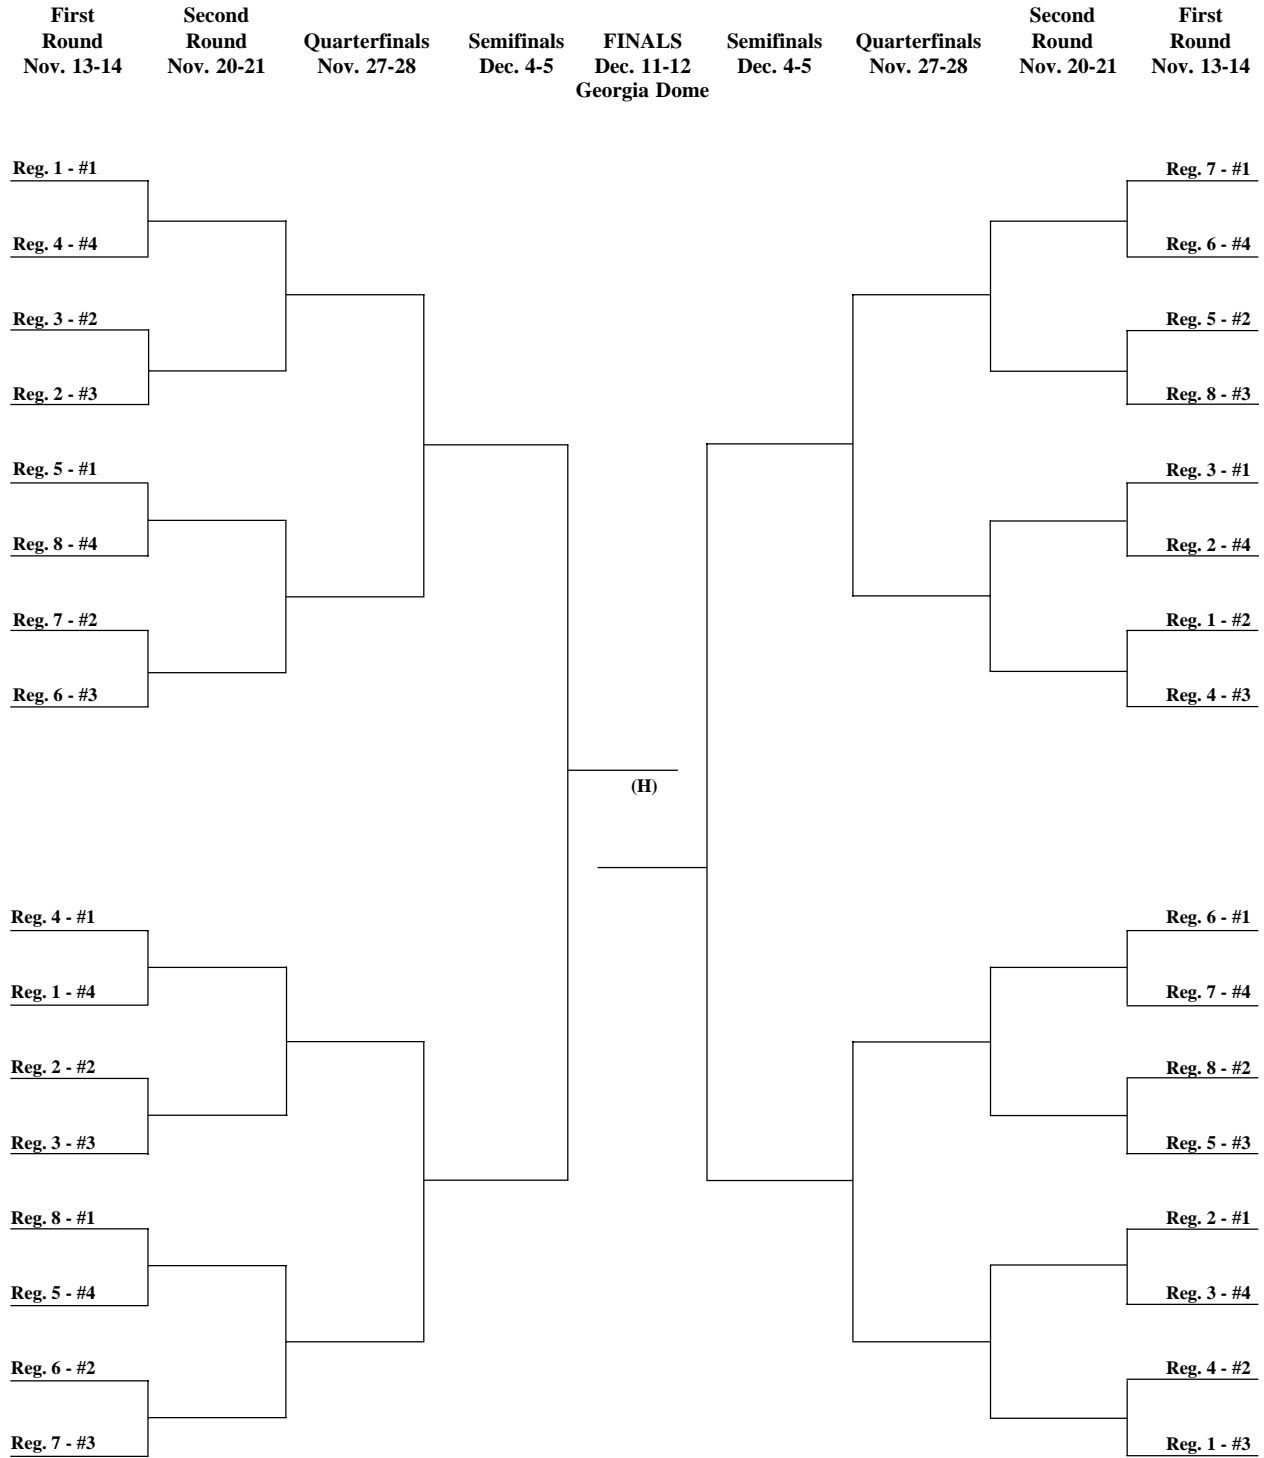 First
Round
Nov. 13-14
Second
Round
Nov. 20-21
Quarterfinals
Nov. 27-28
Semifinals
Dec. 4-5
FINALS
Dec. 11-12
Georgia Dome
Semifinals
Dec. 4-5
Quarterfinals
Nov. 27-28
Second
Round
Nov. 20-21
First
Round
Nov. 13-14
Reg. 1 - #1
Reg. 4 - #4
Reg. 3 - #2
Reg. 2 - #3
Reg. 5 - #1
Reg. 8 - #4
Reg. 7 - #2
Reg. 6 - #3
Reg. 4 - #1
Reg. 1 - #4
Reg. 2 - #2
Reg. 3 - #3
Reg. 8 - #1
Reg. 5 - #4
Reg. 6 - #2
Reg. 7 - #3
(H)
Reg. 7 - #1
Reg. 6 - #4
Reg. 5 - #2
Reg. 8 - #3
Reg. 3 - #1
Reg. 2 - #4
Reg. 1 - #2
Reg. 4 - #3
Reg. 6 - #1
Reg. 7 - #4
Reg. 8 - #2
Reg. 5 - #3
Reg. 2 - #1
Reg. 3 - #4
Reg. 4 - #2
Reg. 1 - #3